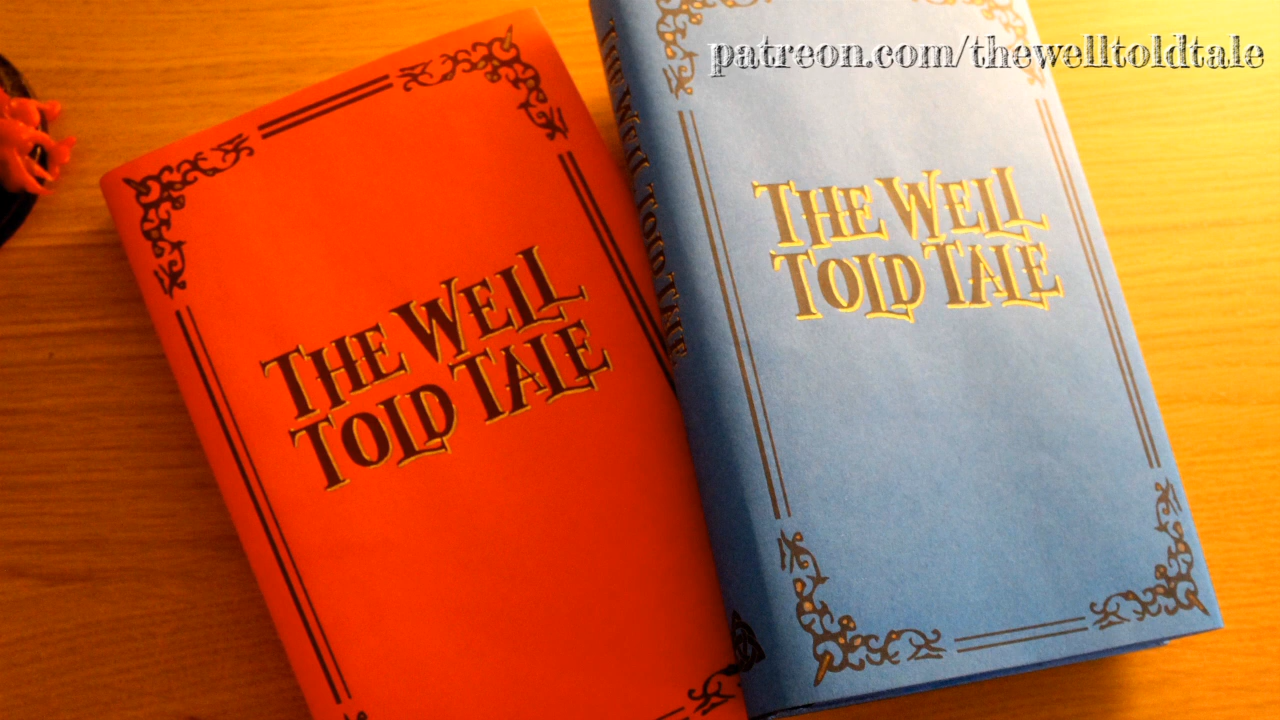 patreon.com/thewelltoldtale
THE WELL
TOLD TALE
THE WELL TOLD TALE
THE WELL
TOLD TALE